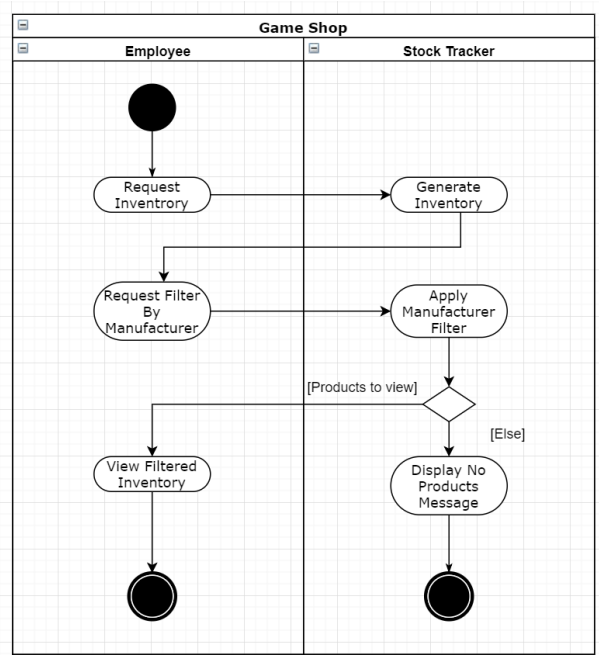 Game Shop
Employee
Stock Tracker
Request
Inventrory
Generate
Inventory
Request Filter
By
Manufacturer
Apply
Manufacturer
Filter
[Products to view]
[Else]
View Filtered
Inventory
Display No
Products
Message